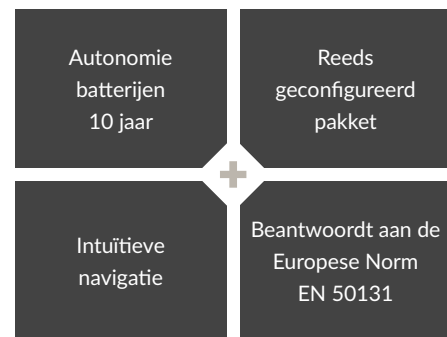 Autonomie
batterijen
10 jaar
Reeds
geconfigureerd
pakket
Intuïtieve
navigatie
Beantwoordt aan de
Europese Norm
EN 50131